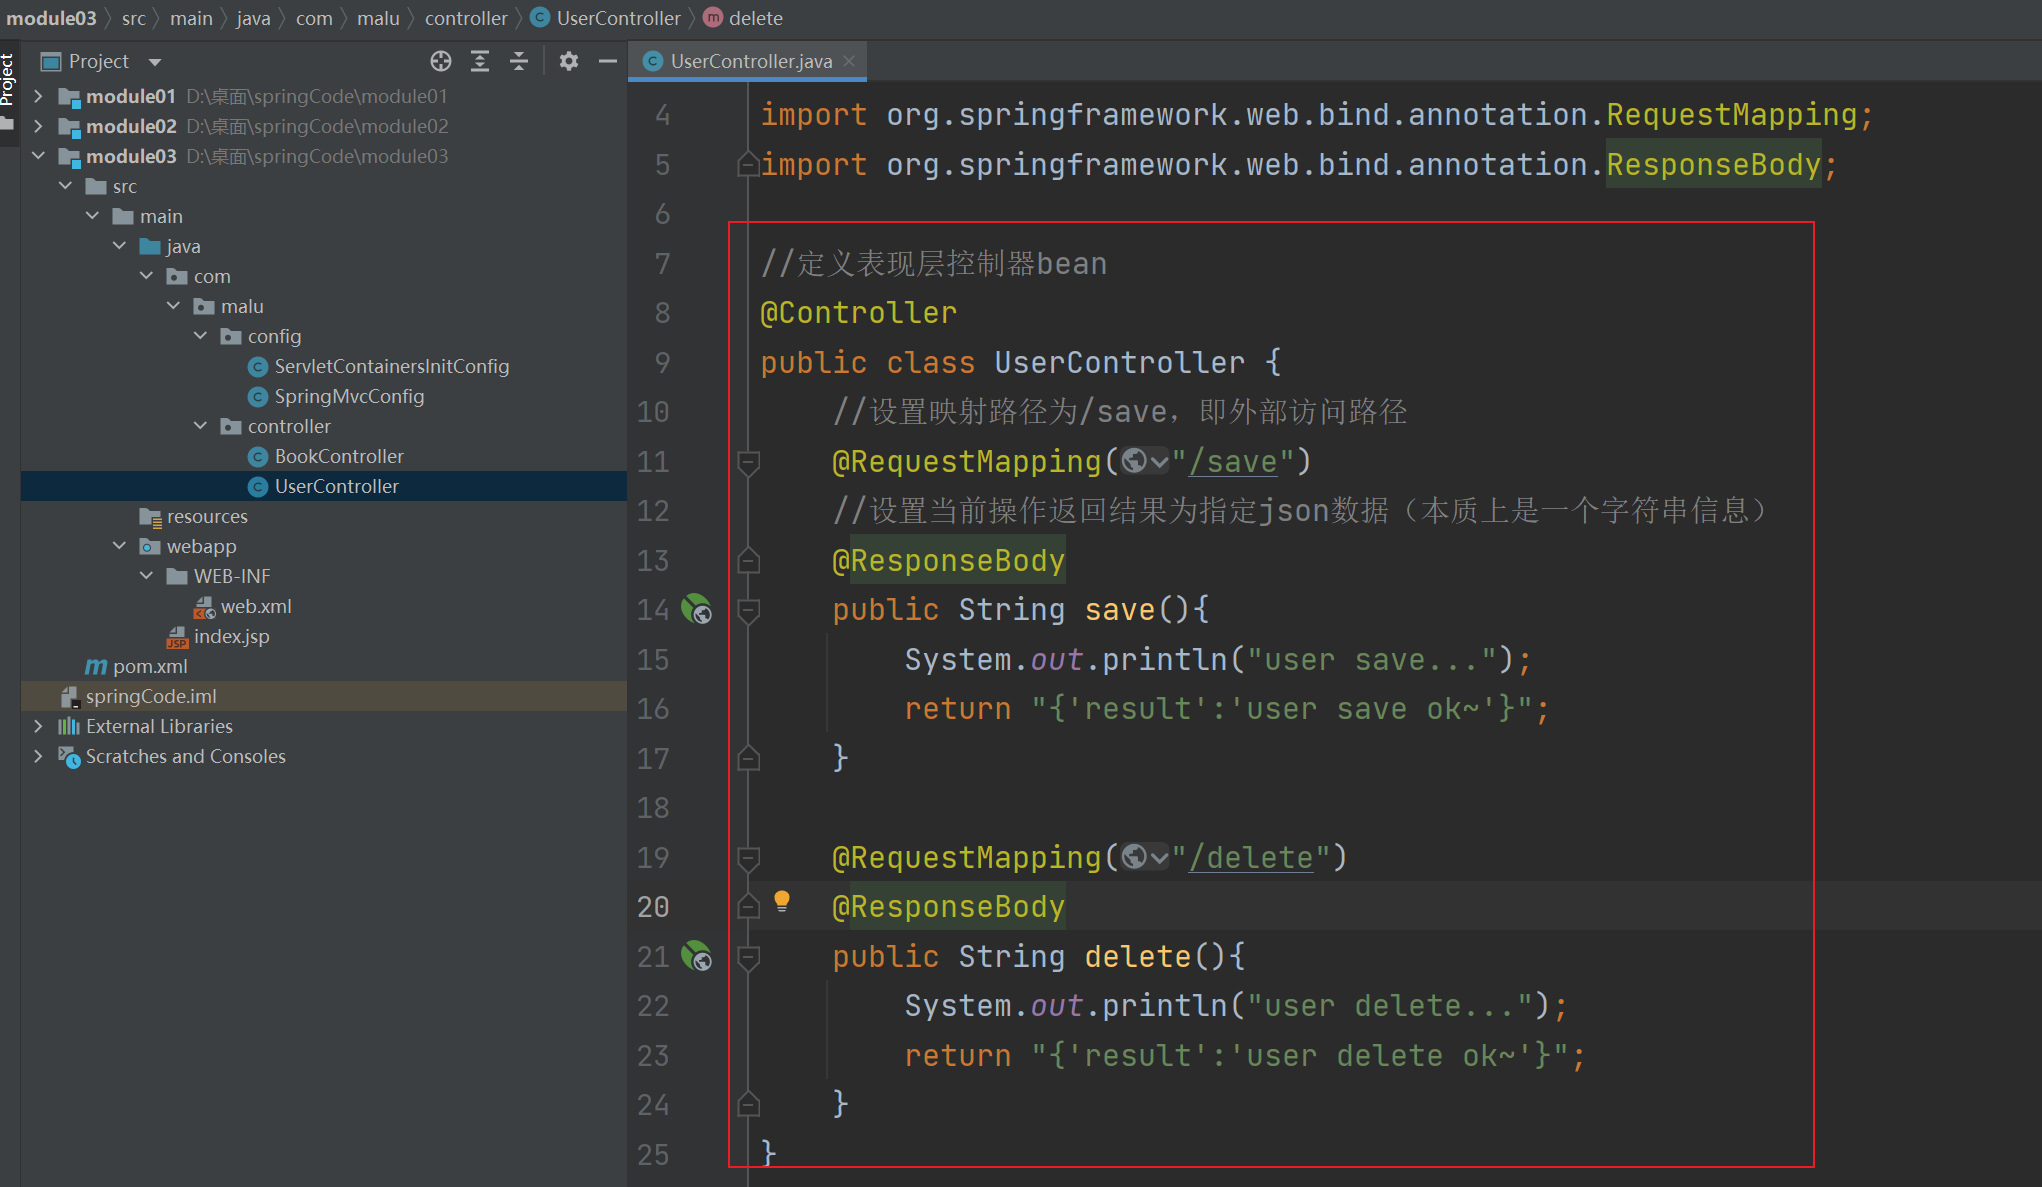 module03 src main java com malu controller UserController delete
Project
Project
UserController.java
module01 D:\桌面\springCode\module01
module02 D:\桌面\springCode\module02
module03 D:\桌面\springCode\module03
src
main
java
com
malu
config
ServletContainersInitConfig
SpringMvcConfig
controller
BookController
UserController
resources
webapp
WEB-INF
web.xml
index.jsp
pom.xml
springCode.iml
External Libraries
Scratches and Consoles
4 import org.springframework.web.bind.annotation.RequestMapping;
5 import org.springframework.web.bind.annotation.ResponseBody;
6
7 //定义表现层控制器bean
8 @Controller
9 public class UserController {
10 //设置映射路径为/save，即外部访问路径
11 @RequestMapping("/save")
12 //设置当前操作返回结果为指定json数据（本质上是一个字符串信息）
13 @ResponseBody
14 public String save(){
15 System.out.println("user save...");
16 return "{'result':'user save ok~'}";
17 }
18
19 @RequestMapping("/delete")
20 @ResponseBody
21 public String delete(){
22 System.out.println("user delete...");
23 return "{'result':'user delete ok~'}";
24 }
25 }